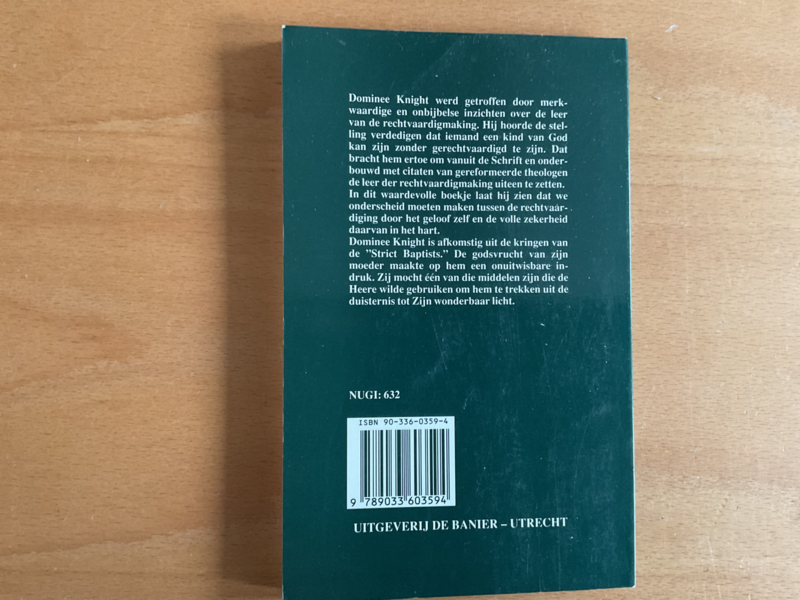 Dominee Knight werd getroffen door merk-
waardige en onbijbelse inzichten over de leer
van de rechtvaardigmaking. Hij hoorde de stel-
ling verdedigen dat iemand een kind van God
kan zijn zonder gerechtvaardigd te zijn. Dat
bracht hem ertoe om vanuit de Schrift en onder-
bouwd met citaten van gereformeerde theologen
de leer der rechtvaardigmaking uiteen te zetten.
In dit waardevolle boekje laat hij zien dat we
onderscheid moeten maken tussen de rechtvaar-
diging door het geloof zelf en de volle zekerheid
daarvan in het hart.
Dominee Knight is afkomstig uit de kringen van
de "Strict Baptists." De godsvrucht van zijn
moeder maakte op hem een onuitwisbare in-
druk. Zij mocht één van die middelen zijn die de
Heere wilde gebruiken om hem te trekken uit de
duisternis tot Zijn wonderbaar licht.
NUGI: 632
ISBN 90-336-0359-4
9 789033 603594
UITGEVERIJ DE BANIER – UTRECHT